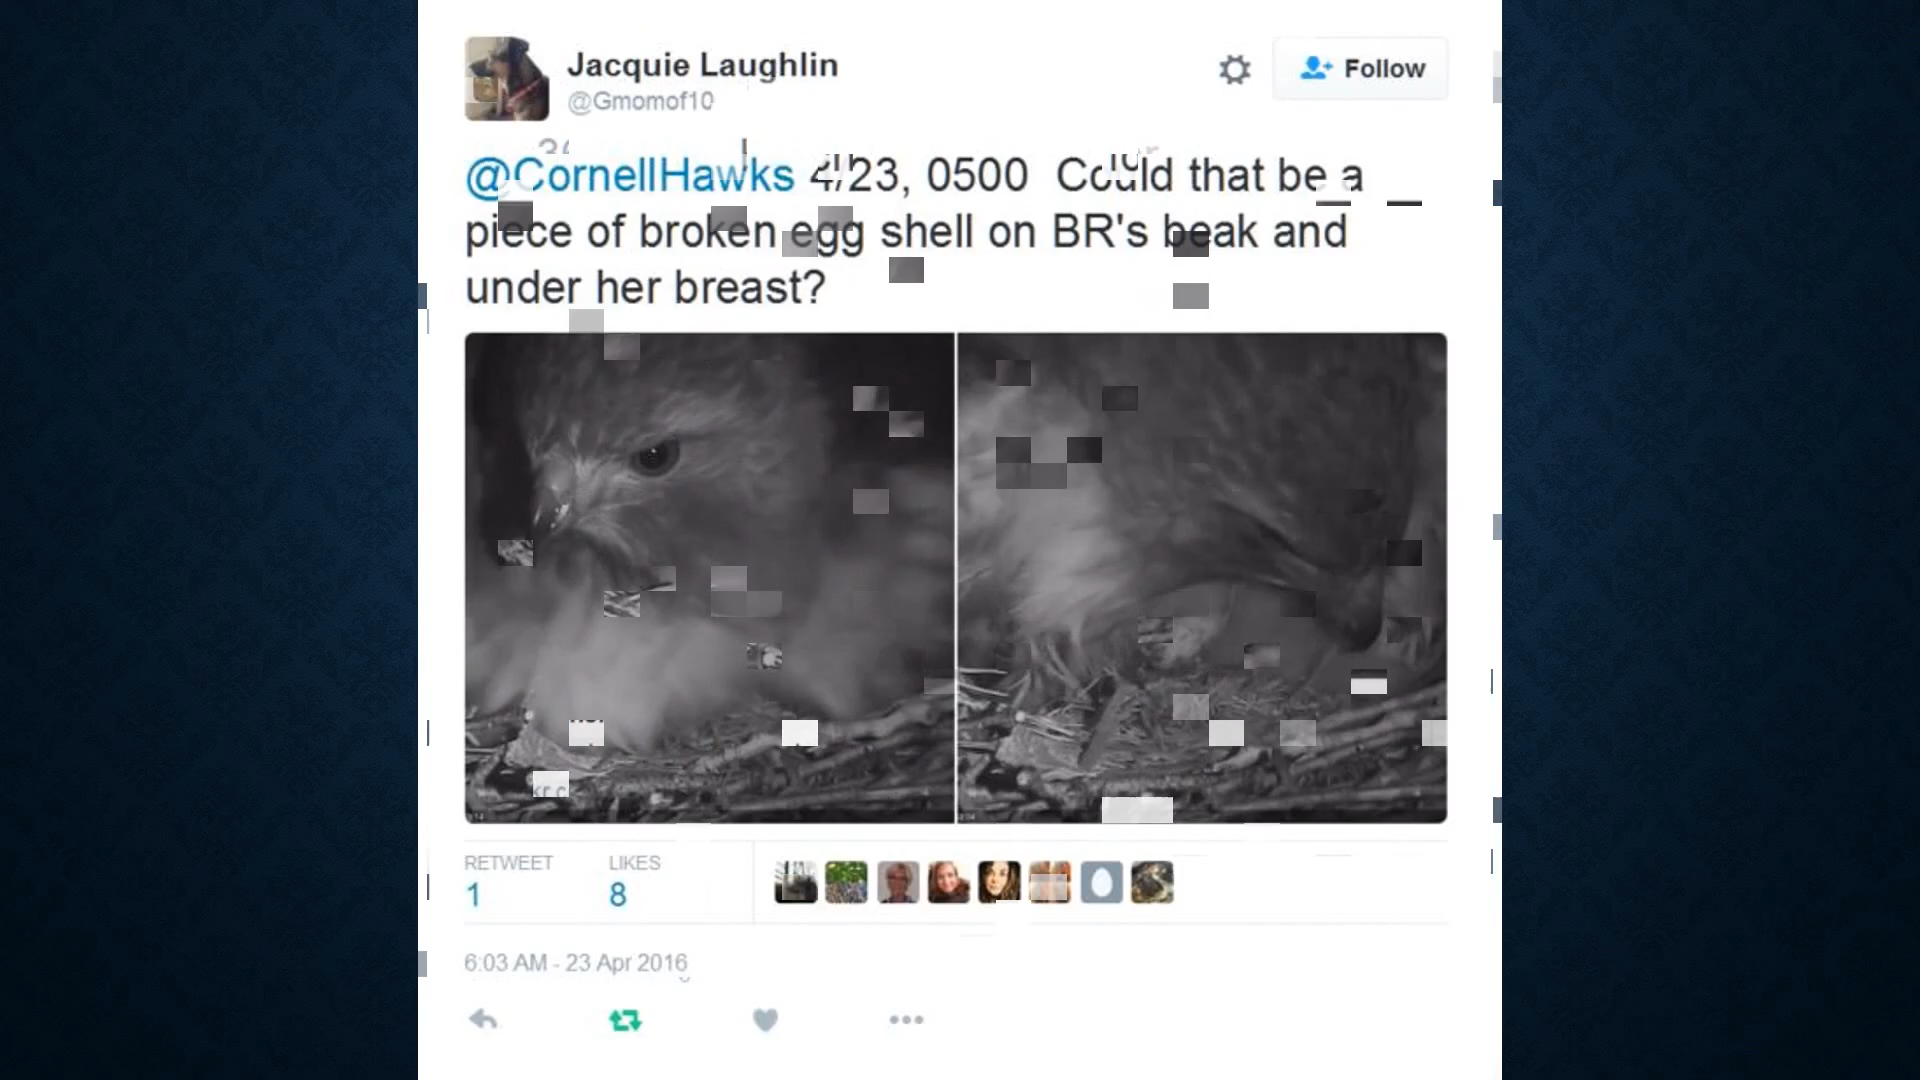 Jacquie Laughlin
Follow
@Gmomof10
@CornellHawks 4/23, 0500 Could that be a
piece of broken egg shell on BR's beak and
under her breast?
RETWEET LIKES
1 8
6:03 AM - 23 Apr 2016